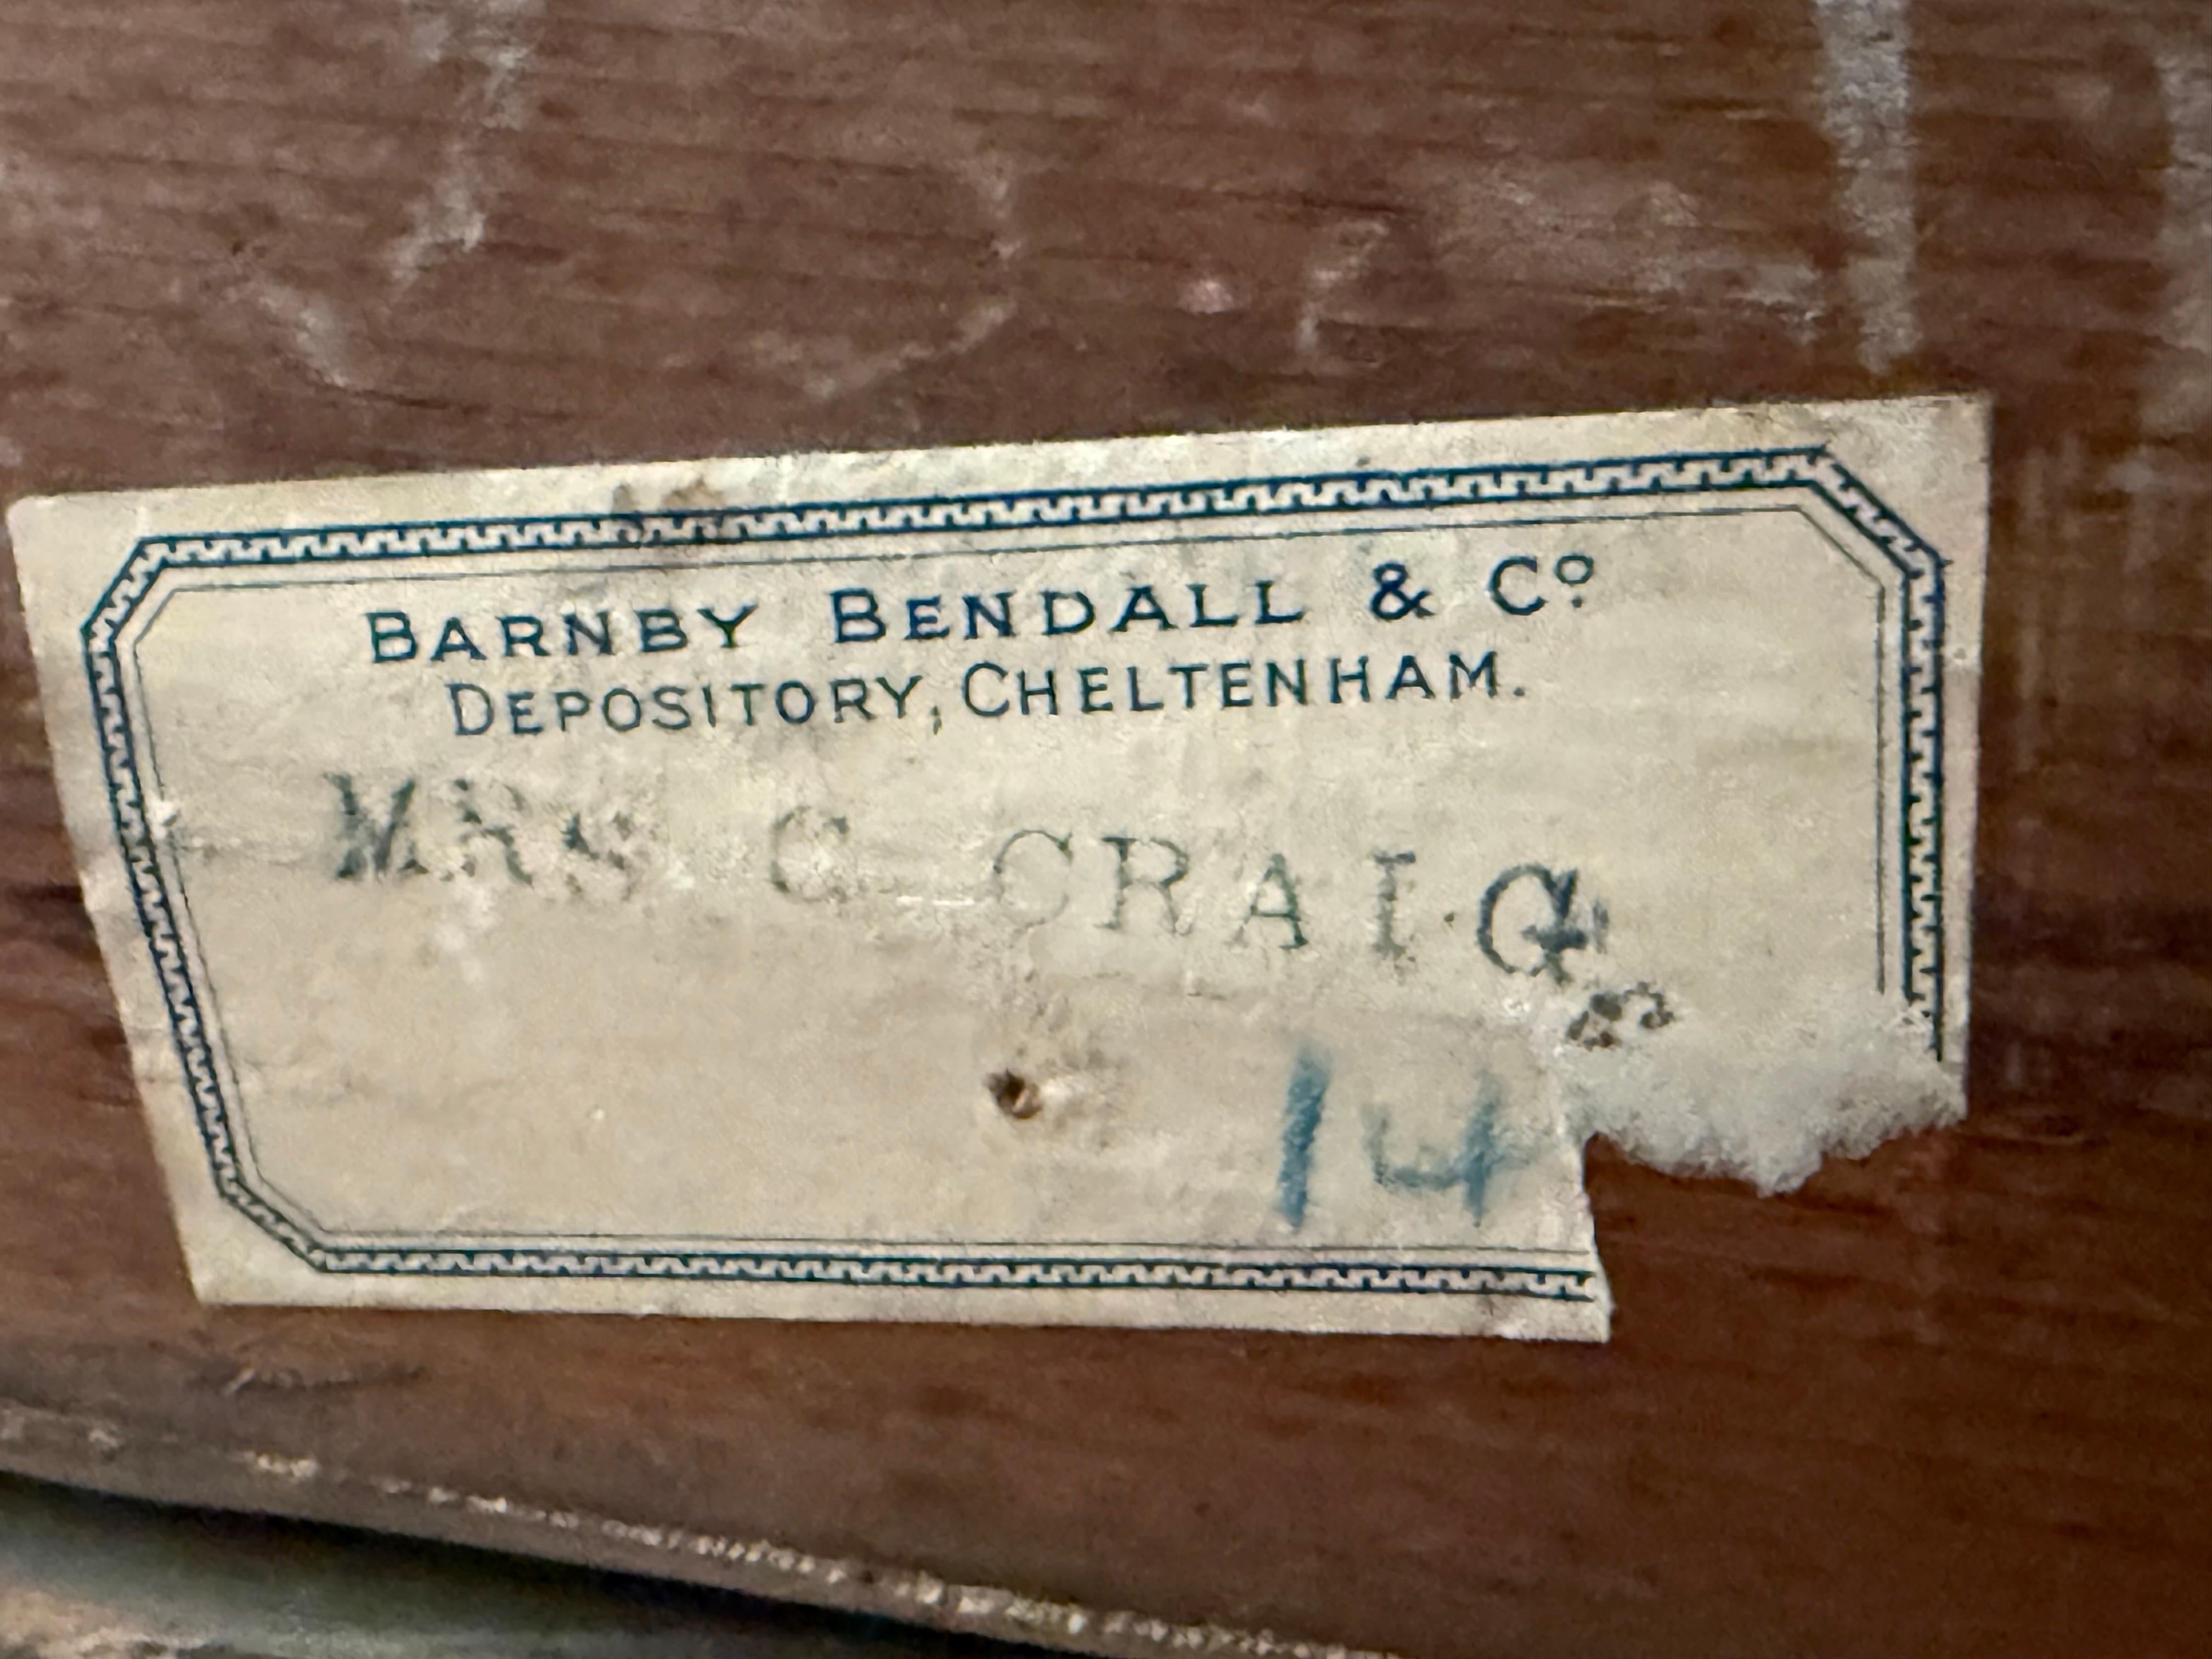 BARNBY BENDALL & Cº
DEPOSITORY, CHELTENHAM.
MRS C CRAIG
14